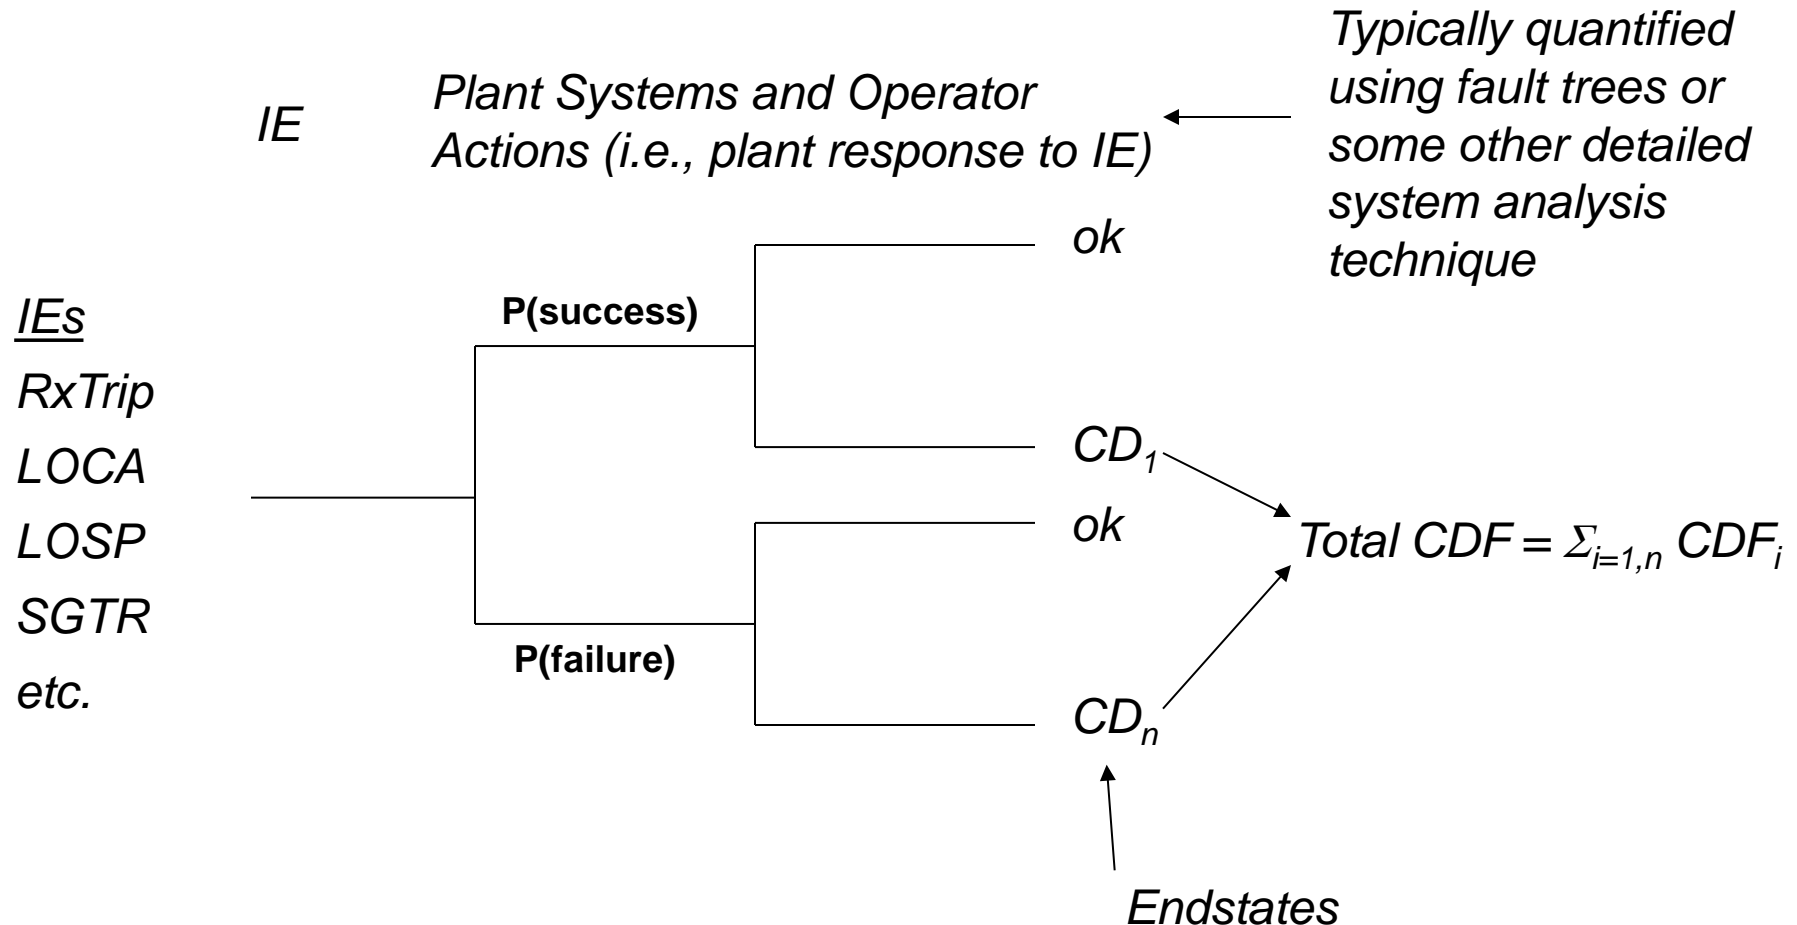 IE
Plant Systems and Operator
Actions (i.e., plant response to IE)
Typically quantified
using fault trees or
some other detailed
system analysis
technique
IEs
RxTrip
LOCA
LOSP
SGTR
etc.
P(success)
P(failure)
ok
CD₁
ok
CDₙ
Total CDF = Σi=1,n CDFi
Endstates